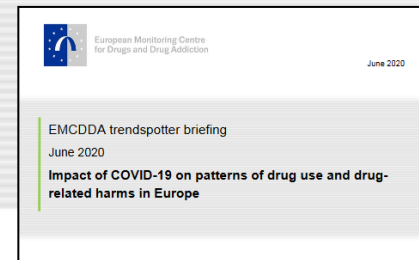 European Monitoring Centre
for Drugs and Drug Addiction
June 2020
EMCDDA trendspotter briefing
June 2020
Impact of COVID-19 on patterns of drug use and drug-
related harms in Europe